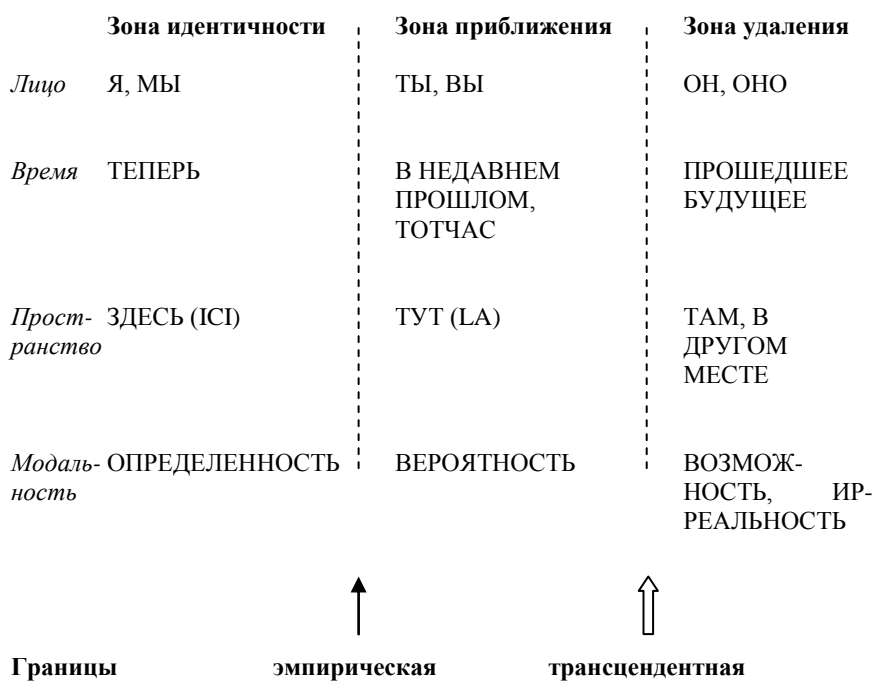 Зона идентичности Зона приближения Зона удаления
Лицо Я, МЫ ТЫ, ВЫ ОН, ОНО
Время ТЕПЕРЬ В НЕДАВНЕМ ПРОШЕДШЕЕ
ПРОШЛОМ, БУДУЩЕЕ
ТОТЧАС
Прост- ЗДЕСЬ (ICI) ТУТ (LA) ТАМ, В
ранство ДРУГОМ
МЕСТЕ
Модаль- ОПРЕДЕЛЕННОСТЬ ВЕРОЯТНОСТЬ ВОЗМОЖ-
ность НОСТЬ, ИР-
РЕАЛЬНОСТЬ
Границы эмпирическая трансцендентная